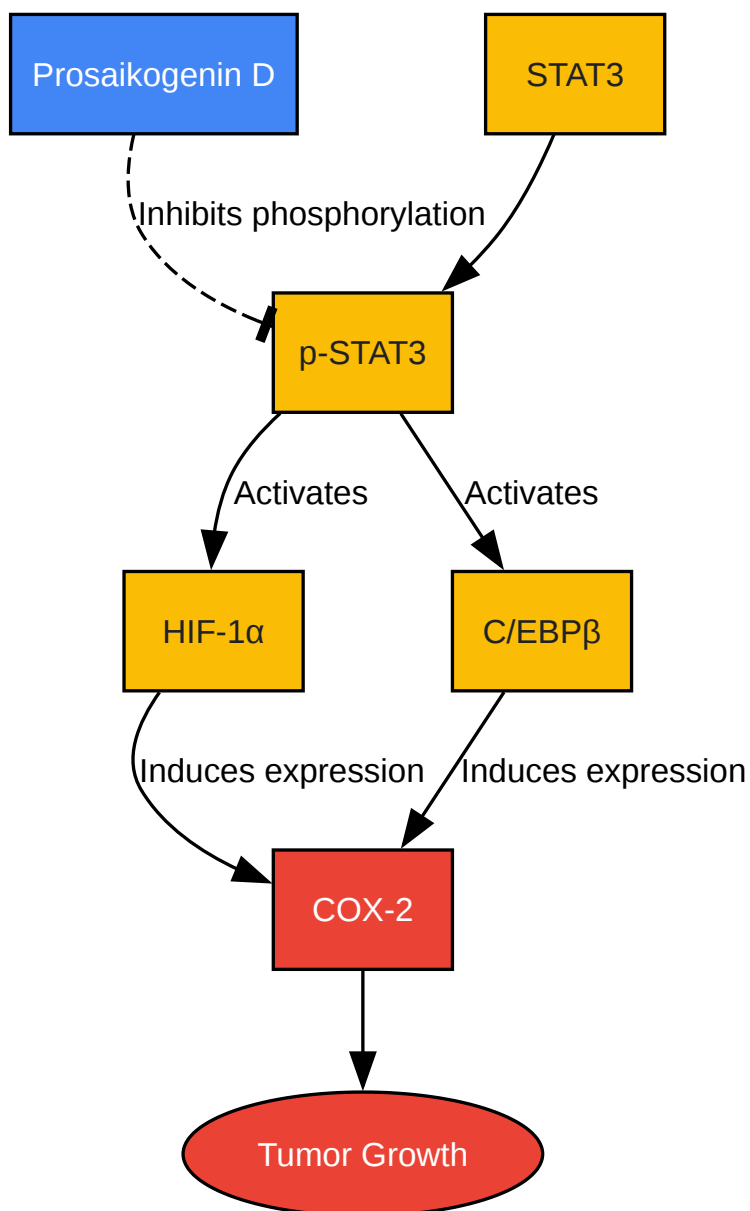 Prosaikogenin D
STAT3
Inhibits phosphorylation
p-STAT3
Activates
Activates
HIF-1α
C/EBPβ
Induces expression
Induces expression
COX-2
Tumor Growth